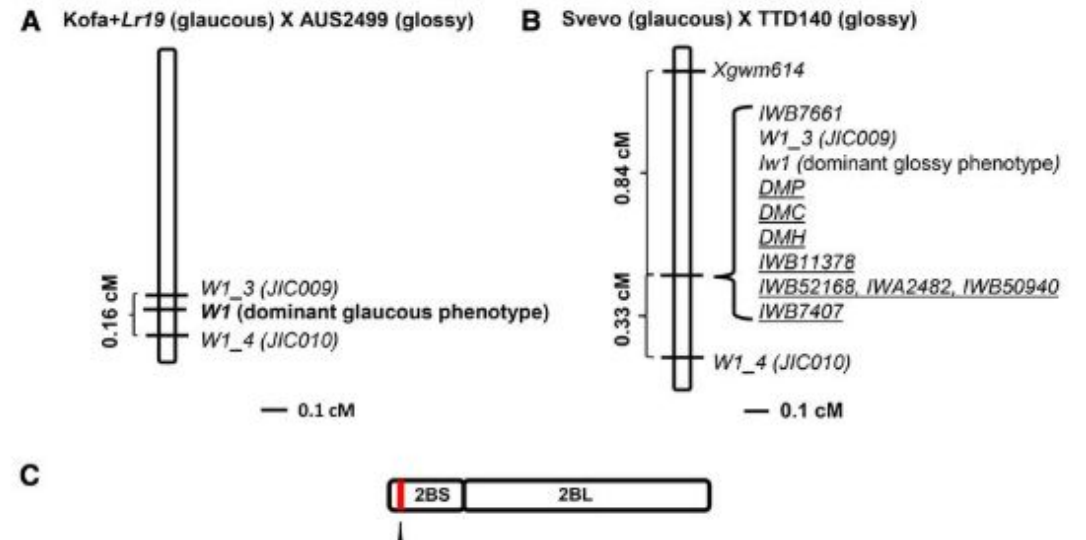 A Kofa+Lr19 (glaucous) X AUS2499 (glossy)
0.16 cM
W1_3 (JIC009)
W1 (dominant glaucous phenotype)
W1_4 (JIC010)
0.1 cM
B Svevo (glaucous) X TTD140 (glossy)
0.84 cM
0.33 cM
Xgwm614
IWB7661
W1_3 (JIC009)
Iw1 (dominant glossy phenotype)
DMP
DMC
DMH
IWB11378
IWB52168, IWA2482, IWB50940
IWB7407
W1_4 (JIC010)
0.1 cM
C
2BS 2BL